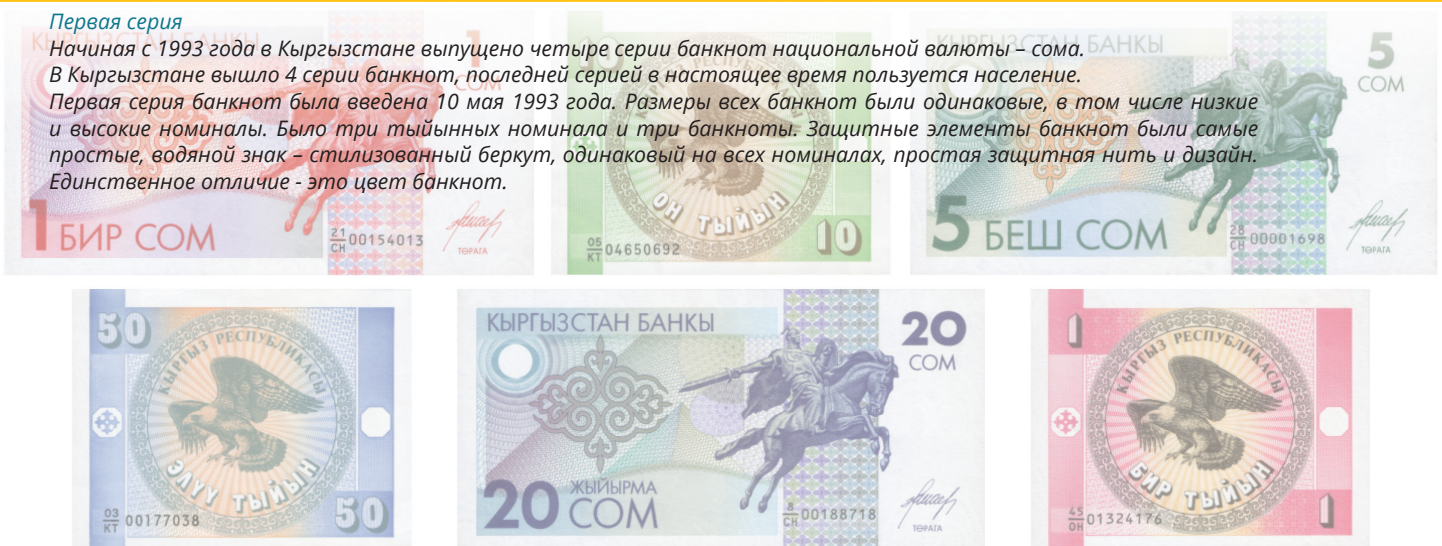 Первая серия
Начиная с 1993 года в Кыргызстане выпущено четыре серии банкнот национальной валюты – сома.
В Кыргызстане вышло 4 серии банкнот, последней серией в настоящее время пользуется население.
Первая серия банкнот была введена 10 мая 1993 года. Размеры всех банкнот были одинаковые, в том числе низкие
и высокие номиналы. Было три тыйынных номинала и три банкноты. Защитные элементы банкнот были самые
простые, водяной знак – стилизованный беркут, одинаковый на всех номиналах, простая защитная нить и дизайн.
Единственное отличие - это цвет банкнот.
КЫРГЫЗСТАН БАНКЫ
1
СОМ
1 БИР СОМ
21
СН 00154013
ТӨРАГА
ОН ТЫЙЫН
10
05
КТ 04650692
КЫРГЫЗСТАН БАНКЫ
5
СОМ
5 БЕШ СОМ
28
СН 00001698
ТӨРАГА
50
КЫРГЫЗ РЕСПУБЛИКАСЫ
ЭЛҮҮ ТЫЙЫН
03
КТ 00177038
50
КЫРГЫЗСТАН БАНКЫ
20
СОМ
20 ЖЫЙЫРМА
СОМ
8
СН 00188718
ТӨРАГА
1
КЫРГЫЗ РЕСПУБЛИКАСЫ
БИР ТЫЙЫН
45
ОН 01324176
1